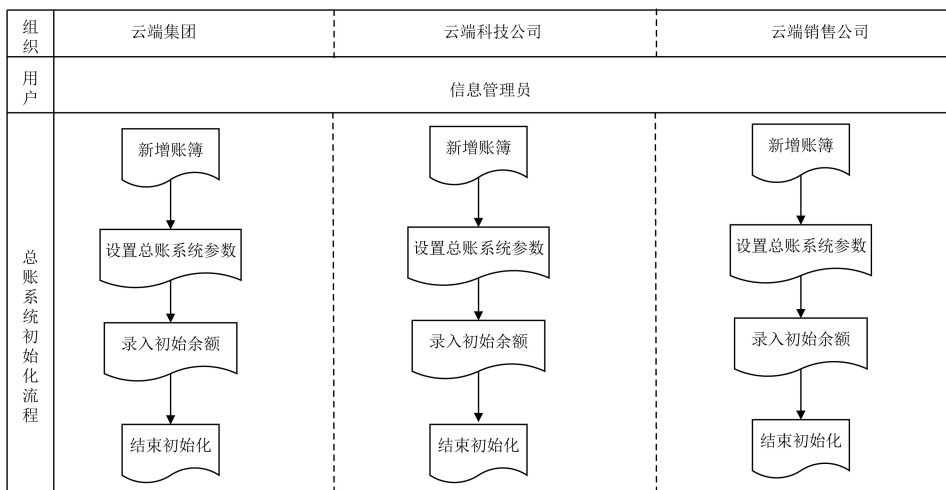 组织 云端集团 云端科技公司 云端销售公司
用户 信息管理员
总账系统初始化流程
新增账簿 新增账簿 新增账簿
设置总账系统参数 设置总账系统参数 设置总账系统参数
录入初始余额 录入初始余额 录入初始余额
结束初始化 结束初始化 结束初始化